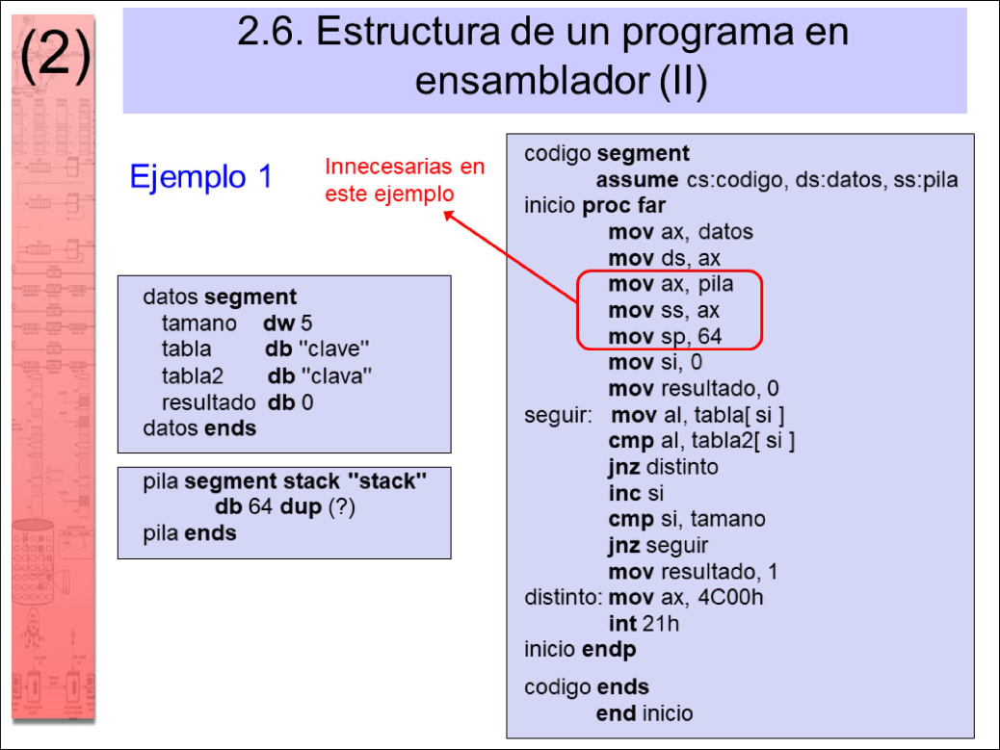 (2)
2.6. Estructura de un programa en
ensamblador (II)
Ejemplo 1
Innecesarias en
este ejemplo
datos segment
tamano dw 5
tabla db "clave"
tabla2 db "clava"
resultado db 0
datos ends
pila segment stack "stack"
db 64 dup (?)
pila ends
codigo segment
assume cs:codigo, ds:datos, ss:pila
inicio proc far
mov ax, datos
mov ds, ax
mov ax, pila
mov ss, ax
mov sp, 64
mov si, 0
mov resultado, 0
seguir: mov al, tabla[ si ]
cmp al, tabla2[ si ]
jnz distinto
inc si
cmp si, tamano
jnz seguir
mov resultado, 1
distinto: mov ax, 4C00h
int 21h
inicio endp
codigo ends
end inicio